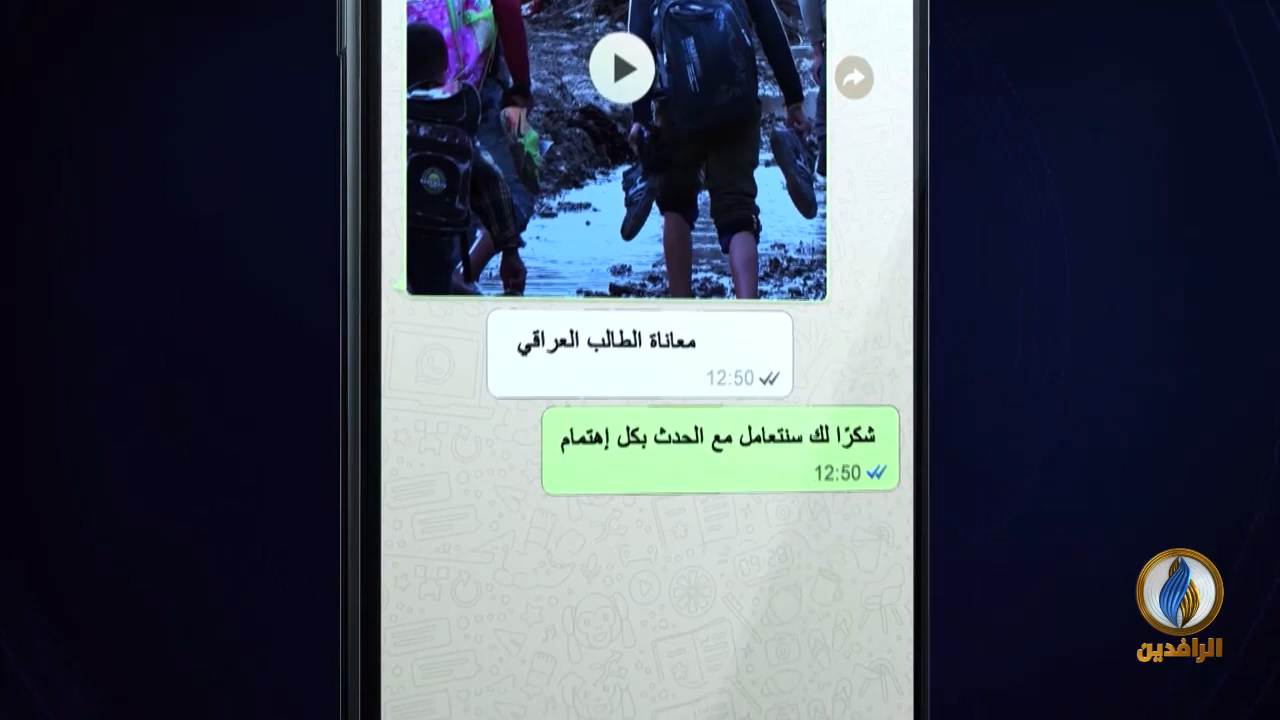 معاناة الطالب العراقي
12:50
شكرًا لك سنتعامل مع الحدث بكل إهتمام
12:50
الرافدين